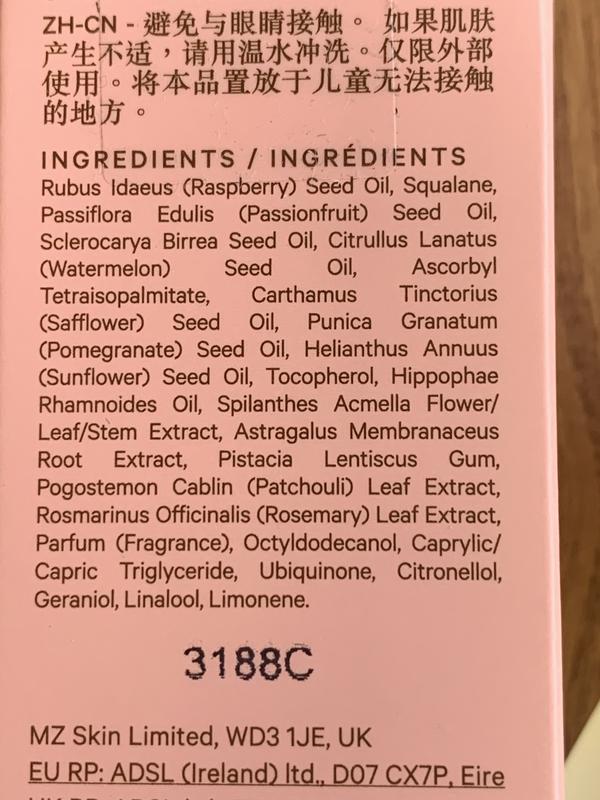 ZH-CN - 避免与眼睛接触。 如果肌肤
产生不适，请用温水冲洗。仅限外部
使用。将本品置放于儿童无法接触
的地方。
INGREDIENTS / INGRÉDIENTS
Rubus Idaeus (Raspberry) Seed Oil, Squalane,
Passiflora Edulis (Passionfruit) Seed Oil,
Sclerocarya Birrea Seed Oil, Citrullus Lanatus
(Watermelon) Seed Oil, Ascorbyl
Tetraisopalmitate, Carthamus Tinctorius
(Safflower) Seed Oil, Punica Granatum
(Pomegranate) Seed Oil, Helianthus Annuus
(Sunflower) Seed Oil, Tocopherol, Hippophae
Rhamnoides Oil, Spilanthes Acmella Flower/
Leaf/Stem Extract, Astragalus Membranaceus
Root Extract, Pistacia Lentiscus Gum,
Pogostemon Cablin (Patchouli) Leaf Extract,
Rosmarinus Officinalis (Rosemary) Leaf Extract,
Parfum (Fragrance), Octyldodecanol, Caprylic/
Capric Triglyceride, Ubiquinone, Citronellol,
Geraniol, Linalool, Limonene.
3188C
MZ Skin Limited, WD3 1JE, UK
EU RP: ADSL (Ireland) ltd., D07 CX7P, Eire